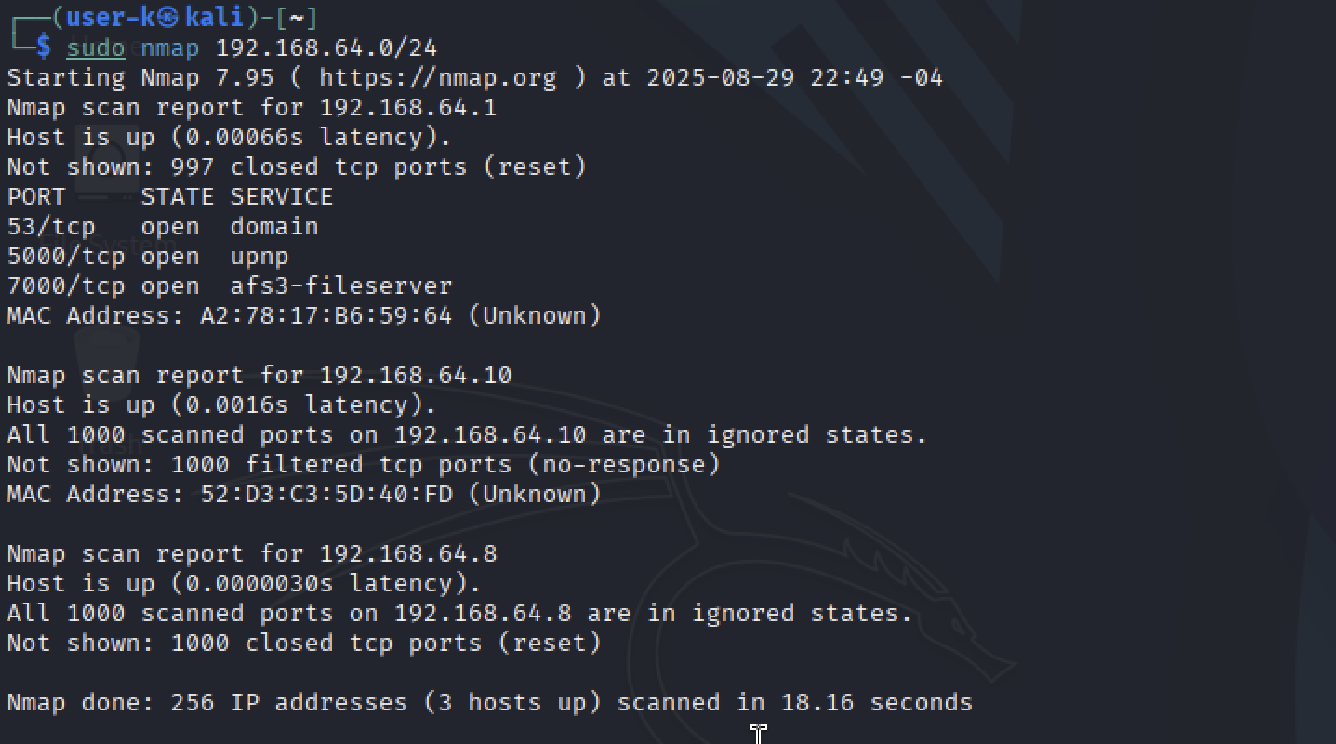 ┌──(user-k㉿kali)-[~]
└─$ sudo nmap 192.168.64.0/24
Starting Nmap 7.95 ( https://nmap.org ) at 2025-08-29 22:49 -04
Nmap scan report for 192.168.64.1
Host is up (0.00066s latency).
Not shown: 997 closed tcp ports (reset)
PORT     STATE SERVICE
53/tcp   open  domain
5000/tcp open  upnp
7000/tcp open  afs3-fileserver
MAC Address: A2:78:17:B6:59:64 (Unknown)

Nmap scan report for 192.168.64.10
Host is up (0.0016s latency).
All 1000 scanned ports on 192.168.64.10 are in ignored states.
Not shown: 1000 filtered tcp ports (no-response)
MAC Address: 52:D3:C3:5D:40:FD (Unknown)

Nmap scan report for 192.168.64.8
Host is up (0.0000030s latency).
All 1000 scanned ports on 192.168.64.8 are in ignored states.
Not shown: 1000 closed tcp ports (reset)

Nmap done: 256 IP addresses (3 hosts up) scanned in 18.16 seconds